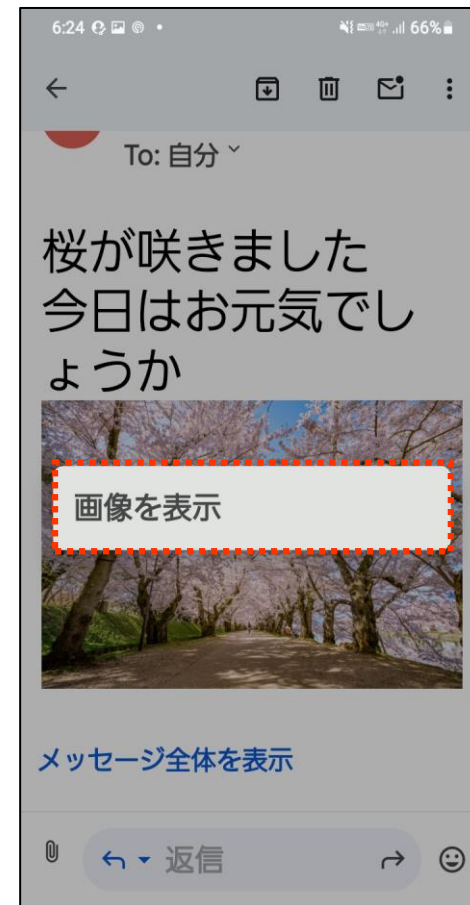 6:24 66%
To: 自分
桜が咲きました
今日はお元気でし
ょうか
画像を表示
メッセージ全体を表示
返信